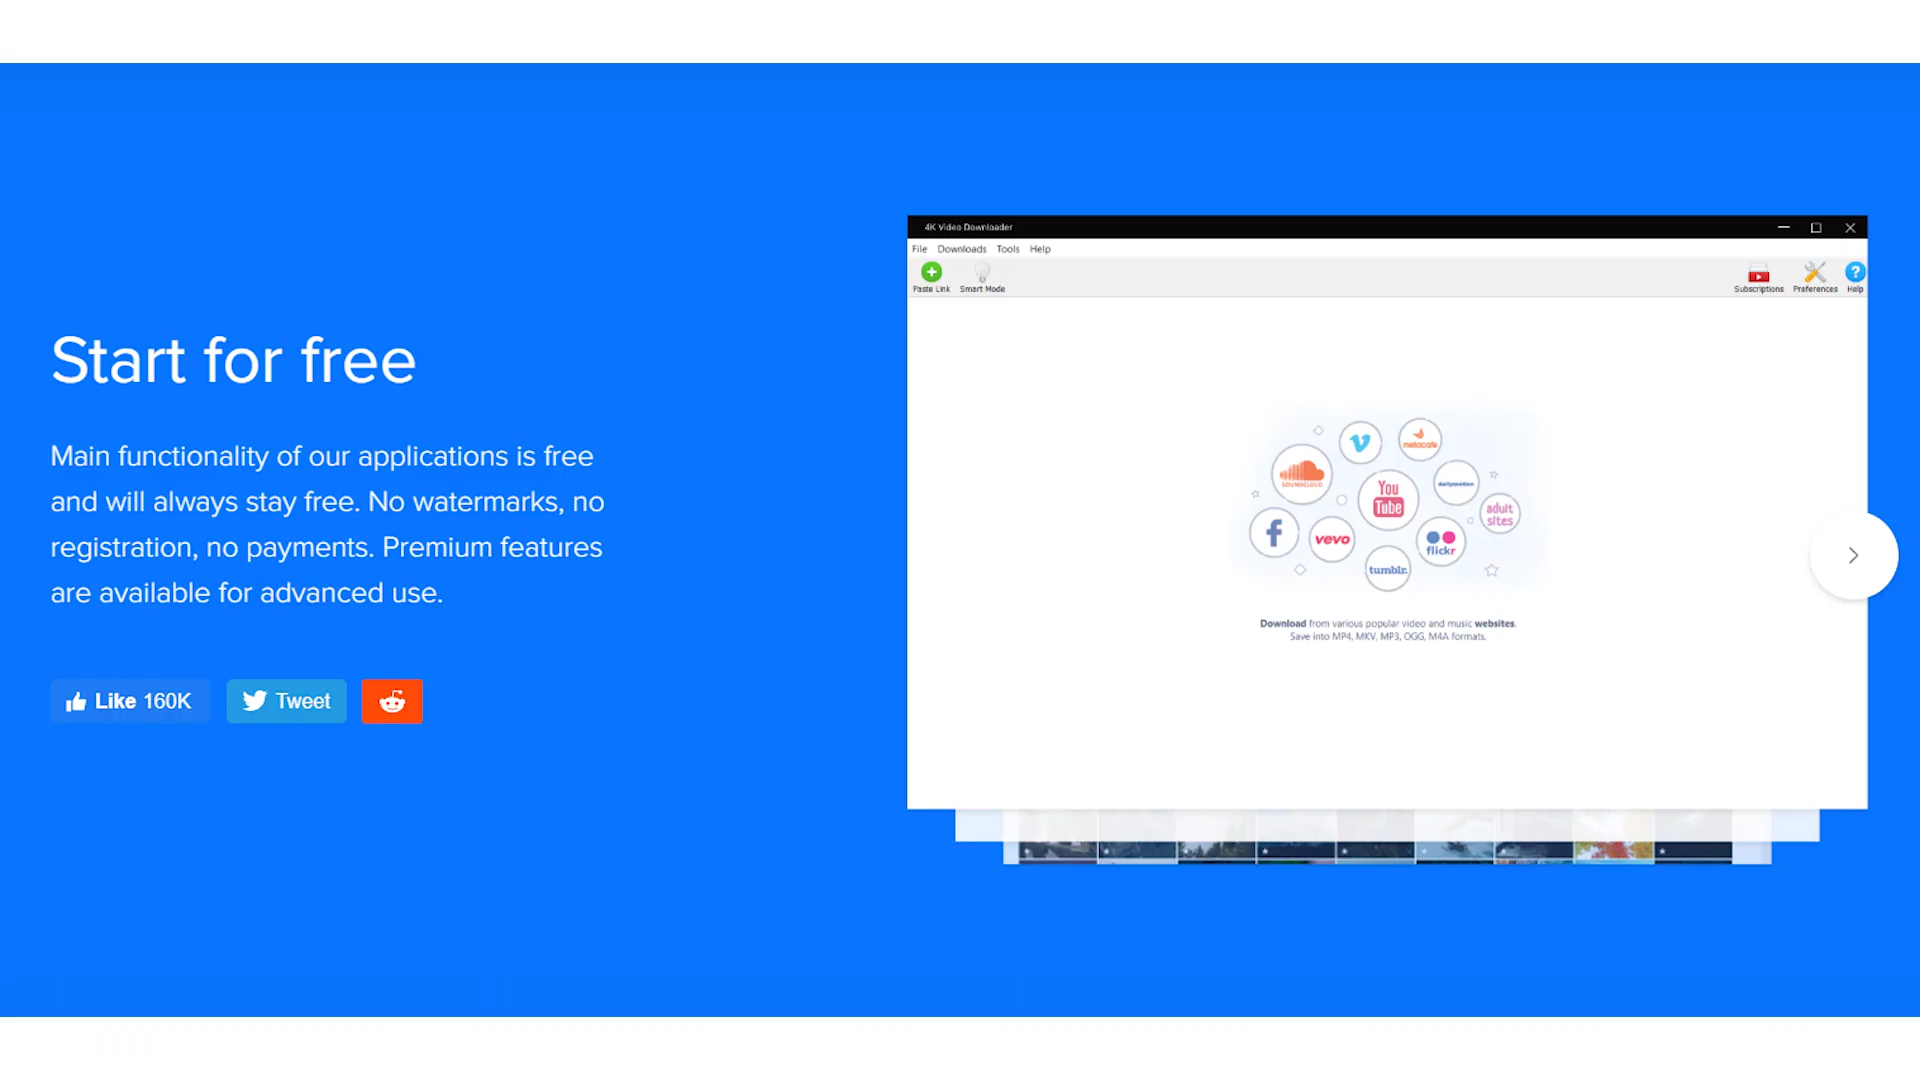 4K Video Downloader
File Downloads Tools Help
Paste Link Smart Mode Subscriptions Preferences Help
Start for free
Main functionality of our applications is free
and will always stay free. No watermarks, no
registration, no payments. Premium features
are available for advanced use.
Like 160K Tweet
metacafe
SOUNDCLOUD
You
Tube
dailymotion
adult
sites
vevo
flickr
tumblr.
Download from various popular video and music websites.
Save into MP4, MKV, MP3, OGG, M4A formats.